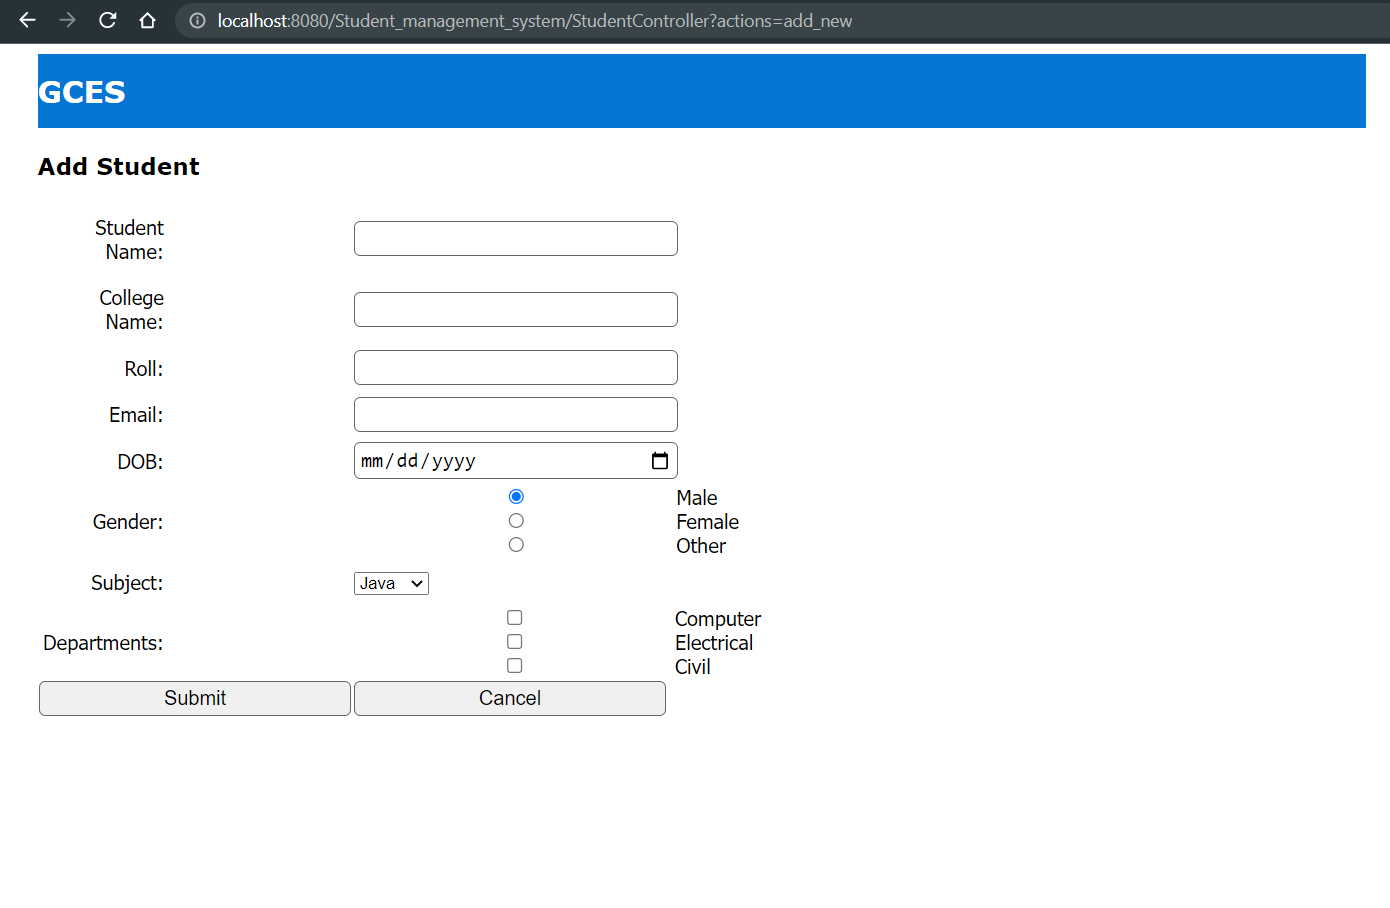 localhost:8080/Student_management_system/StudentController?actions=add_new
GCES
Add Student
Student
Name:
College
Name:
Roll:
Email:
DOB: mm/dd/yyyy
Male
Gender: Female
Other
Subject: Java
Computer
Departments: Electrical
Civil
Submit Cancel